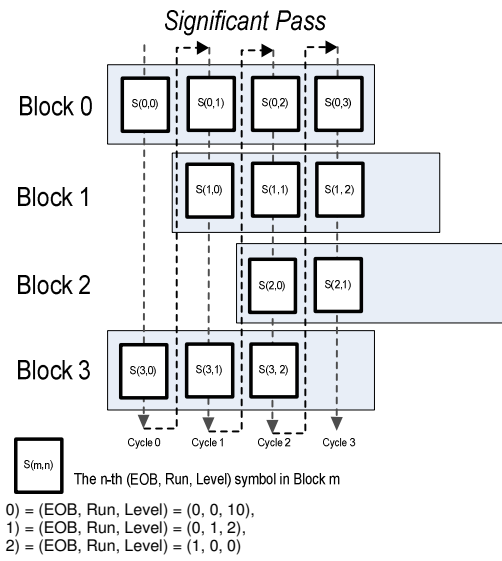 Significant Pass
Block 0
S(0,0) S(0,1) S(0,2) S(0,3)
Block 1
S(1,0) S(1,1) S(1, 2)
Block 2
S(2,0) S(2,1)
Block 3
S(3,0) S(3,1) S(3, 2)
Cycle 0 Cycle 1 Cycle 2 Cycle 3
S(m,n) The n-th (EOB, Run, Level) symbol in Block m
0) = (EOB, Run, Level) = (0, 0, 10),
1) = (EOB, Run, Level) = (0, 1, 2),
2) = (EOB, Run, Level) = (1, 0, 0)